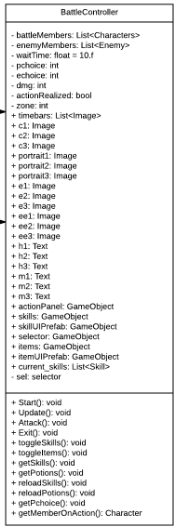 BattleController
- battleMembers: List<Characters>
- enemyMembers: List<Enemy>
- waitTime: float = 10.f
- pchoice: int
- echoice: int
- dmg: int
- actionRealized: bool
- zone: int
+ timebars: List<Image>
+ c1: Image
+ c2: Image
+ c3: Image
+ portrait1: Image
+ portrait2: Image
+ portrait3: Image
+ e1: Image
+ e2: Image
+ e3: Image
+ ee1: Image
+ ee2: Image
+ ee3: Image
+ h1: Text
+ h2: Text
+ h3: Text
+ m1: Text
+ m2: Text
+ m3: Text
+ actionPanel: GameObject
+ skills: GameObject
+ skillUIPrefab: GameObject
+ selector: GameObject
+ items: GameObject
+ itemUIPrefab: GameObject
+ current_skills: List<Skill>
- sel: selector
+ Start(): void
+ Update(): void
+ Attack(): void
+ Exit(): void
+ toggleSkills(): void
+ toggleItems(): void
+ getSkills(): void
+ getPotions(): void
+ reloadSkills(): void
+ reloadPotions(): void
+ getPchoice(): void
+ getMemberOnAction(): Character